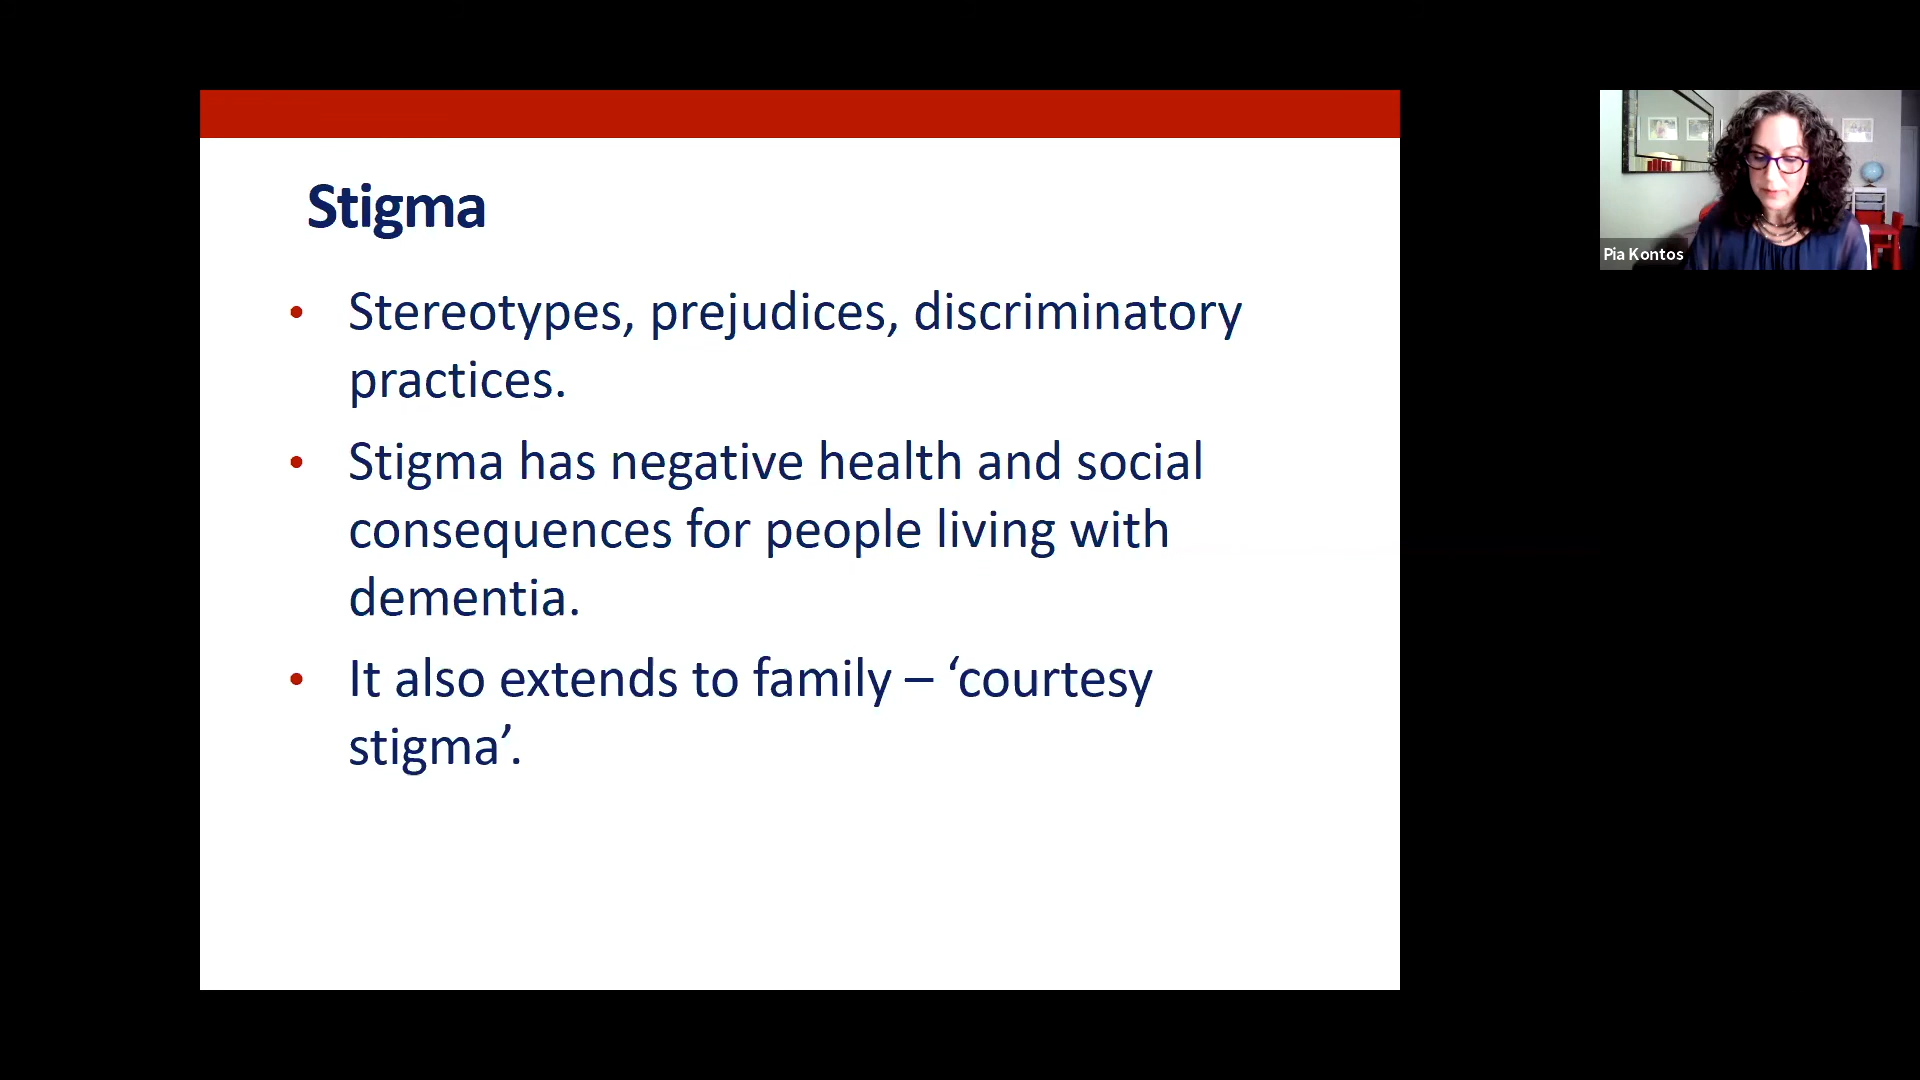 Stigma
• Stereotypes, prejudices, discriminatory
practices.
• Stigma has negative health and social
consequences for people living with
dementia.
• It also extends to family – ‘courtesy
stigma’.
Pia Kontos